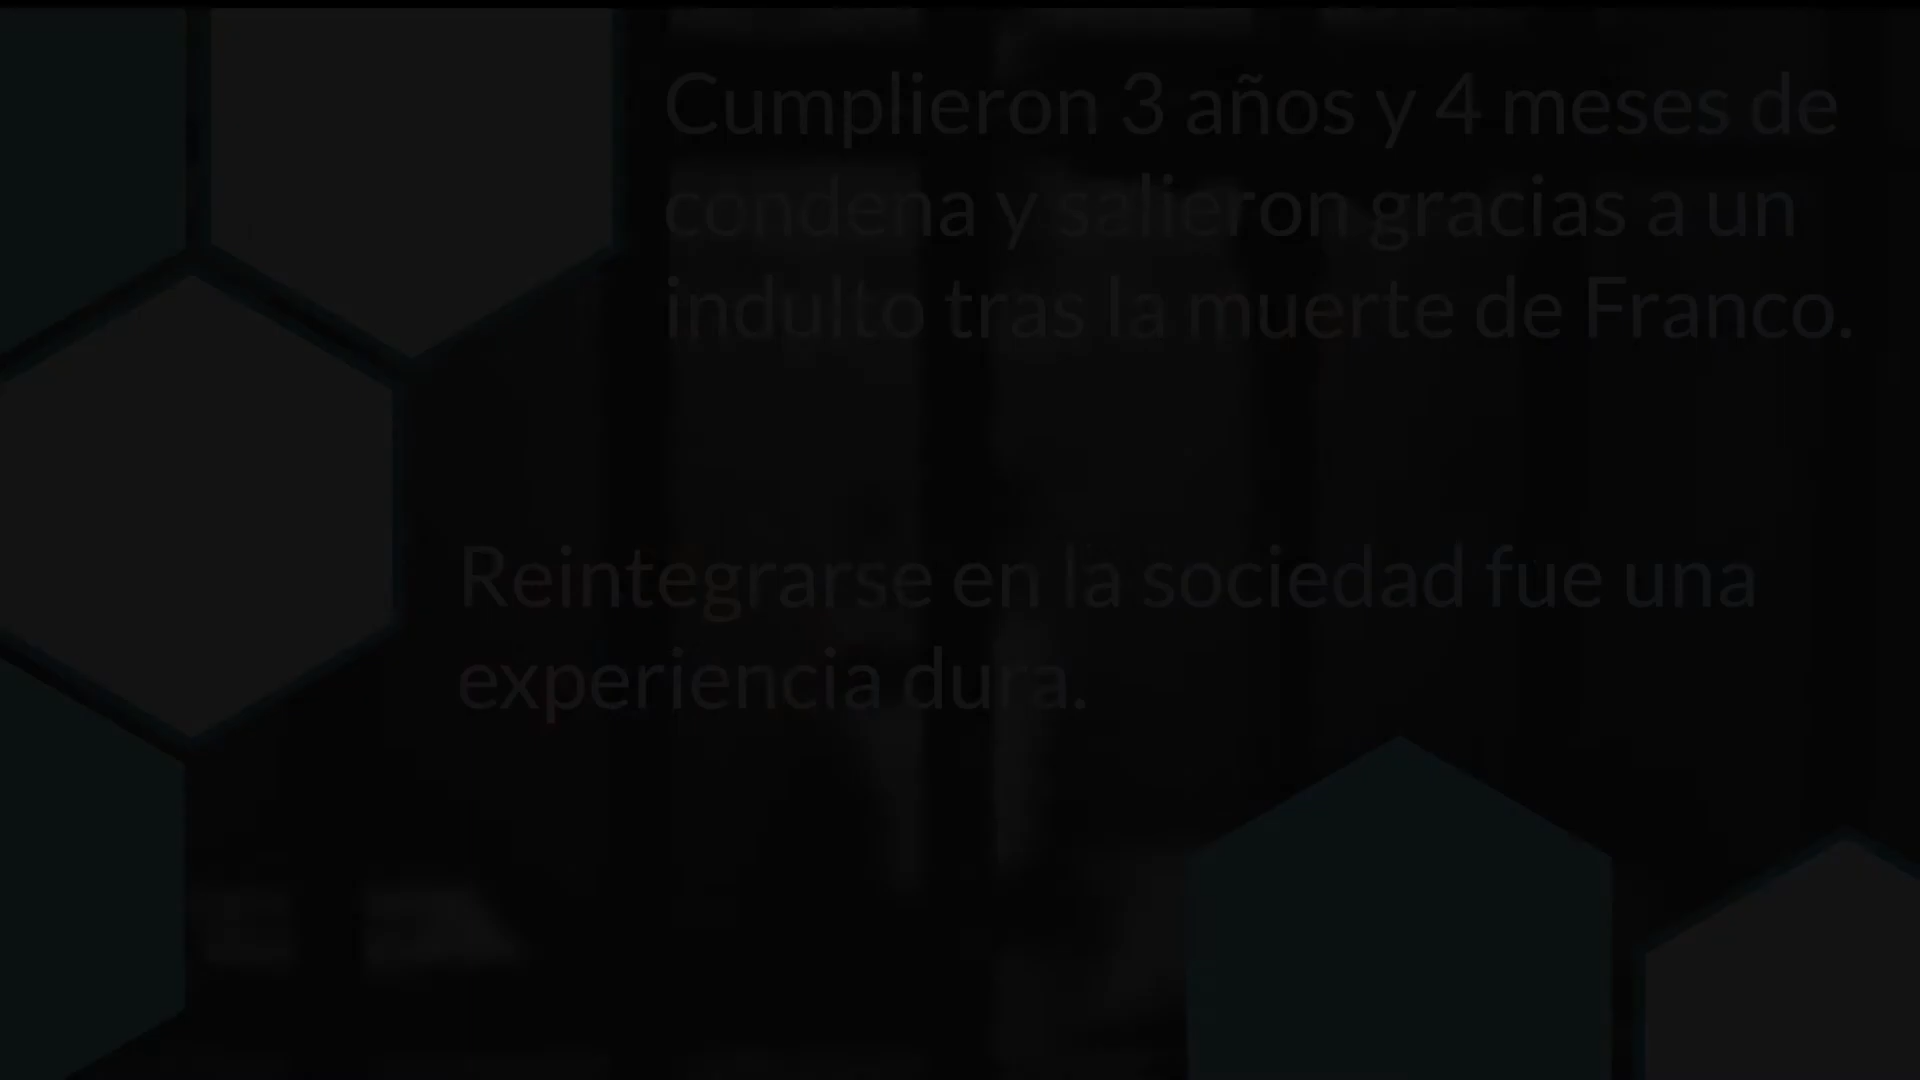 Cumplieron 3 años y 4 meses de
condena y salieron gracias a un
indulto tras la muerte de Franco.
Reintegrarse en la sociedad fue una
experiencia dura.